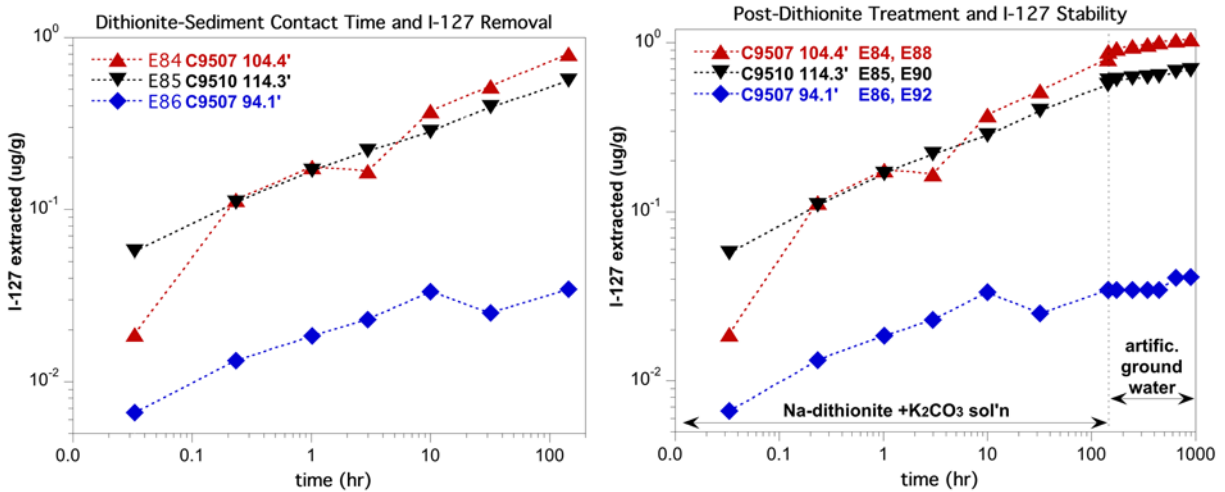 Dithionite-Sediment Contact Time and I-127 Removal
10⁰
E84 C9507 104.4'
E85 C9510 114.3'
E86 C9507 94.1'
I-127 extracted (ug/g)
10⁻¹
10⁻²
0.0 0.1 1 10 100
time (hr)
Post-Dithionite Treatment and I-127 Stability
10⁰
C9507 104.4' E84, E88
C9510 114.3' E85, E90
C9507 94.1' E86, E92
I-127 extracted (ug/g)
10⁻¹
10⁻²
artific.
ground
water
Na-dithionite +K₂CO₃ sol'n
0.0 0.1 1 10 100 1000
time (hr)